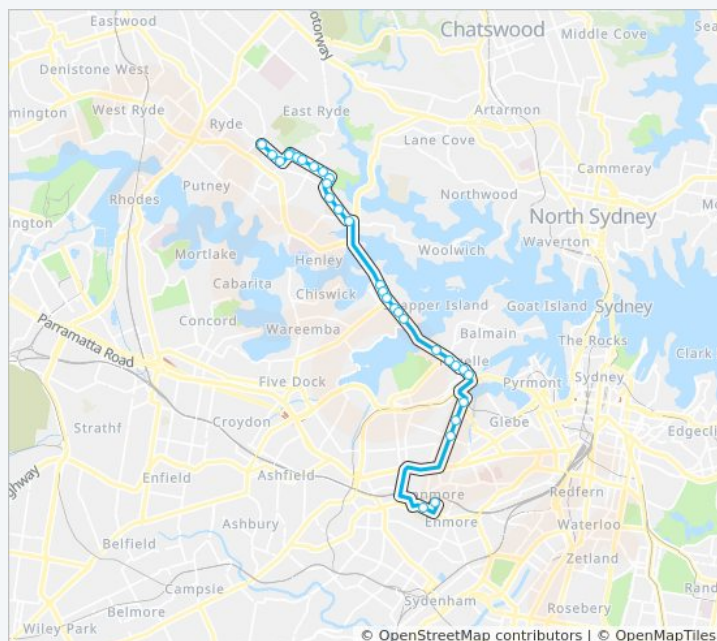 Eastwood
Chatswood
Middle Cove
Denistone West
East Ryde
Artarmon
West Ryde
Ryde
Lane Cove
Cammeray
Putney
Northwood
Rhodes
North Sydney
Woolwich
Waverton
Mortlake
Henley
Cabarita
Chiswick
Goat Island
Sydney
Concord
Wareemba
Balmain
The Rocks
Clark
Parramatta Road
Five Dock
Pyrmont
Sydney
Strathf
Croydon
Glebe
Edgecli
Enfield
Ashfield
Redfern
Ashbury
Enmore
Waterloo
Belfield
Zetland
Campsie
Sydenham
Belmore
Rosebery
Wiley Park
© OpenStreetMap contributors | © OpenMapTile